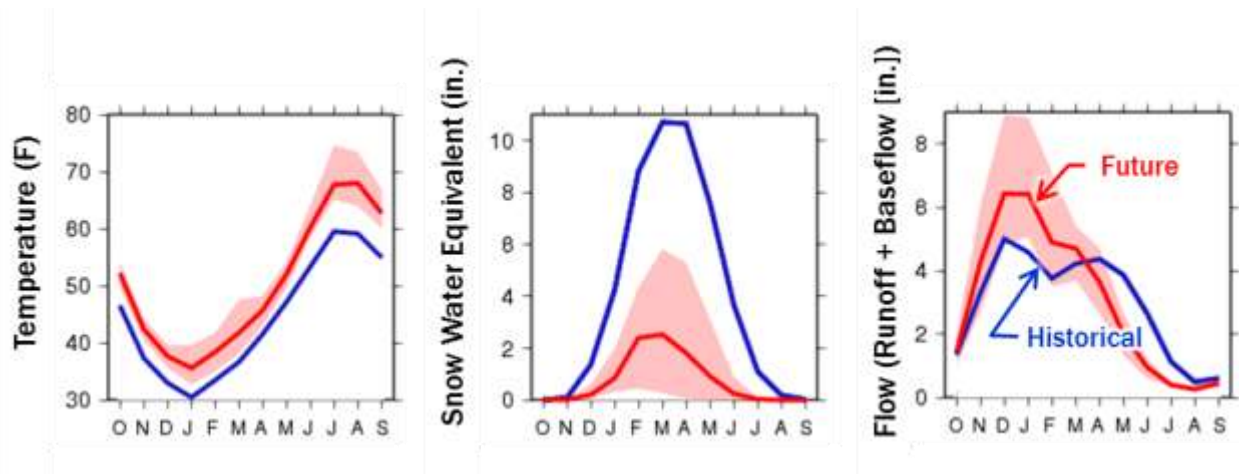 Temperature (F)
80
70
60
50
40
30
O N D J F M A M J J A S
Snow Water Equivalent (in.)
10
8
6
4
2
0
O N D J F M A M J J A S
Flow (Runoff + Baseflow [in.])
8
6
4
2
0
O N D J F M A M J J A S
Future
Historical